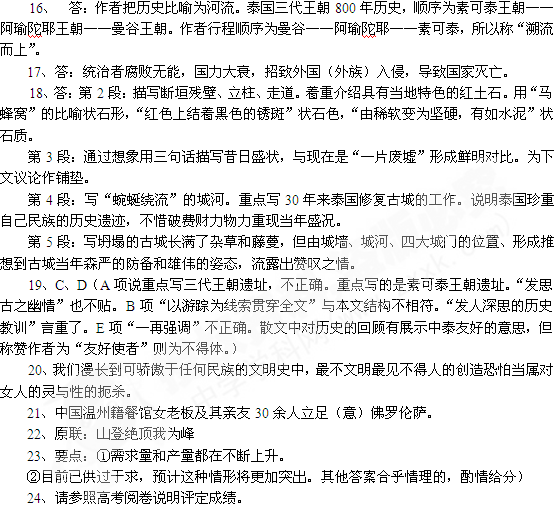 16、 答：作者把历史比喻为河流。泰国三代王朝 800 年历史，顺序为素可泰王朝——
阿瑜陀耶王朝——曼谷王朝。作者行程顺序为曼谷——阿瑜陀耶——素可泰，所以称“溯流
而上”。
17、答：统治者腐败无能，国力大衰，招致外国（外族）入侵，导致国家灭亡。
18、答：第 2 段：描写断垣残壁、立柱、走道。着重介绍具有当地特色的红土石。用“马
蜂窝”的比喻状石形，“红色上结着黑色的锈斑”状石色，“由稀软变为坚硬，有如水泥”状
石质。
第 3 段：通过想象用三句话描写昔日盛状，与现在是“一片废墟”形成鲜明对比。为下
文议论作铺垫。
第 4 段：写“蜿蜒绕流”的城河。重点写 30 年来泰国修复古城的工作。说明泰国珍重
自己民族的历史遗迹，不惜破费财力物力重现当年盛况。
第 5 段：写坍塌的古城长满了杂草和藤蔓，但由城墙、城河、四大城门的位置、形成推
想到古城当年森严的防备和雄伟的姿态，流露出赞叹之情。
19、C、D（A 项说重点写三代王朝遗址，不正确。重点写的是素可泰王朝遗址。“发思
古之幽情”也不贴。B 项“以游踪为线索贯穿全文”与本文结构不相符。“发人深思的历史
教训”言重了。E 项“一再强调”不正确。散文中对历史的回顾有展示中泰友好的意思，但
称赞作者为“友好使者”则为不得体。）
20、我们漫长到可骄傲于任何民族的文明史中，最不文明最见不得人的创造恐怕当属对
女人的灵与性的扼杀。
21、中国温州籍餐馆女老板及其亲友 30 余人立足（意）佛罗伦萨。
22、原联：山登绝顶我为峰
23、要点：①需求量和产量都在不断上升。
②目前已供过于求，预计这种情形将更加突出。其他答案合乎情理的，酌情给分）
24、请参照高考阅卷说明评定成绩。